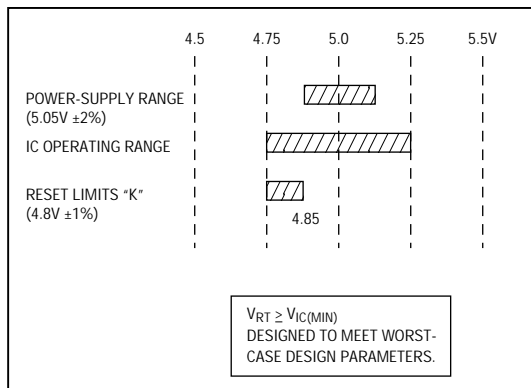 4.5 4.75 5.0 5.25 5.5V
POWER-SUPPLY RANGE
(5.05V ±2%)
IC OPERATING RANGE
RESET LIMITS “K”
(4.8V ±1%)
4.85
VRT ≥ VIC(MIN)
DESIGNED TO MEET WORST-
CASE DESIGN PARAMETERS.